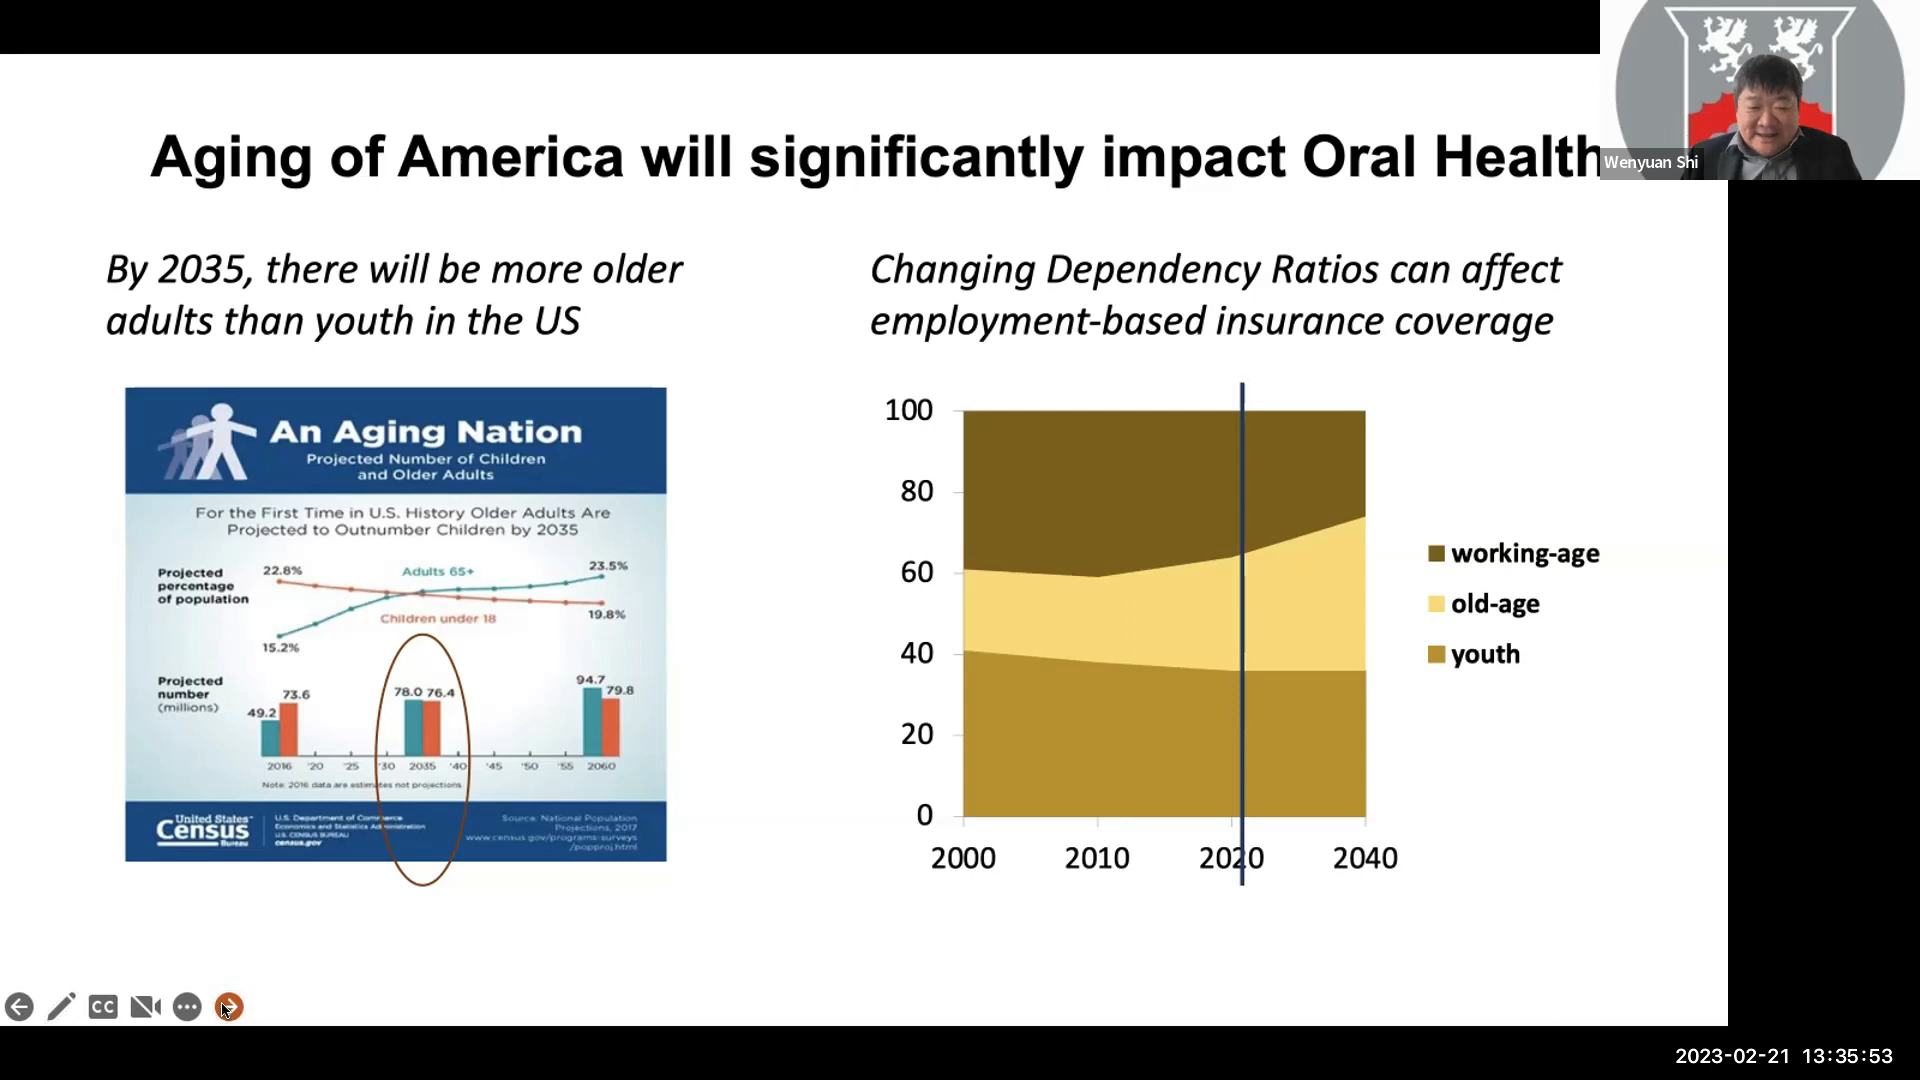 Aging of America will significantly impact Oral Health
Wenyuan Shi
By 2035, there will be more older
adults than youth in the US
An Aging Nation
Projected Number of Children
and Older Adults
For the First Time in U.S. History Older Adults Are
Projected to Outnumber Children by 2035
Projected
percentage
of population
22.8%
Adults 65+
23.5%
15.2%
Children under 18
19.8%
Projected
number
(millions)
49.2
73.6
78.0 76.4
94.7
79.8
2016 '20 '25 '30 2035 '40 '45 '50 '55 2060
Note: 2016 data are estimates not projections
United States™
Census
Bureau
U.S. Department of Commerce
Economics and Statistics Administration
U.S. CENSUS BUREAU
census.gov
Source: National Population
Projections, 2017
www.census.gov/programs-surveys
/popproj.html
Changing Dependency Ratios can affect
employment-based insurance coverage
100
80
60
40
20
0
2000 2010 2020 2040
working-age
old-age
youth
CC
2023-02-21 13:35:53